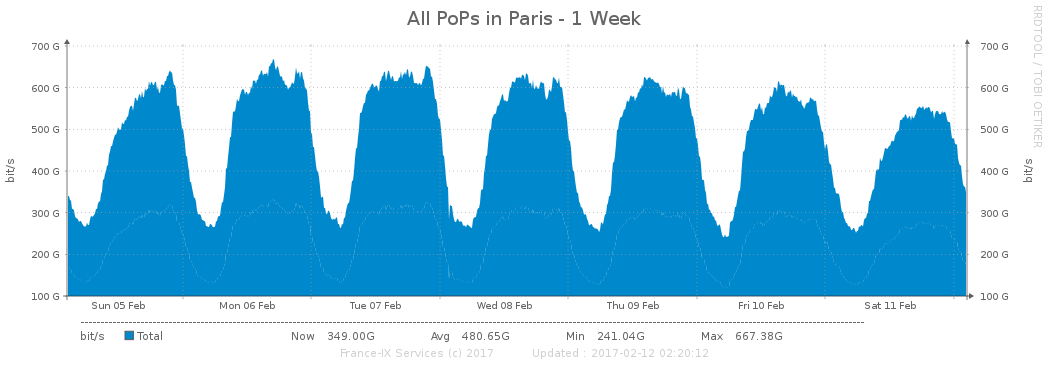 All PoPs in Paris - 1 Week
RRDTOOL / TOBI OETIKER
bit/s
700 G
600 G
500 G
400 G
300 G
200 G
100 G
700 G
600 G
500 G
400 G
300 G
200 G
100 G
bit/s
Sun 05 Feb Mon 06 Feb Tue 07 Feb Wed 08 Feb Thu 09 Feb Fri 10 Feb Sat 11 Feb
bit/s Total Now 349.00G Avg 480.65G Min 241.04G Max 667.38G
France-IX Services (c) 2017 Updated : 2017-02-12 02:20:12